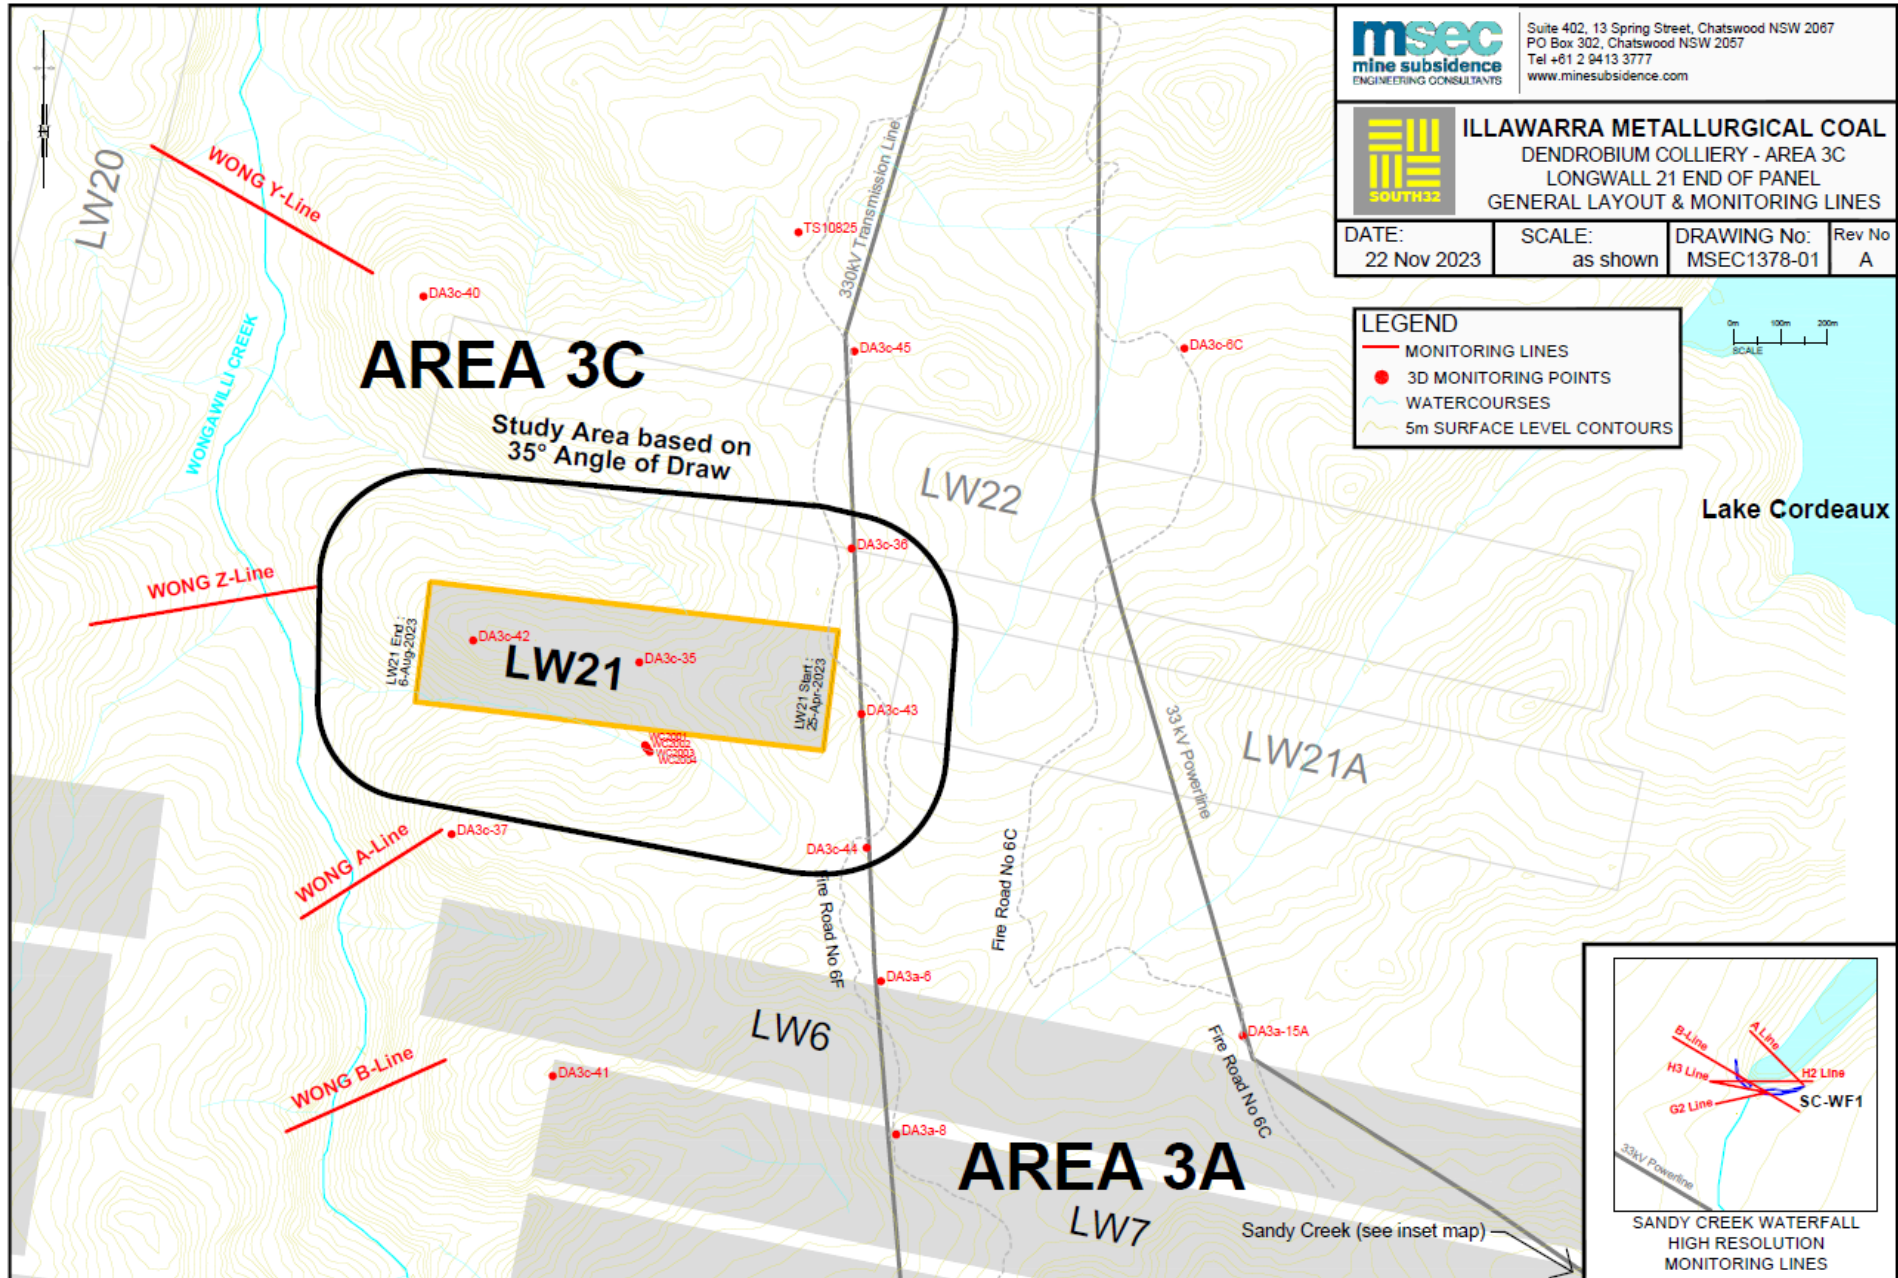 msec
mine subsidence
ENGINEERING CONSULTANTS
Suite 402, 13 Spring Street, Chatswood NSW 2067
PO Box 302, Chatswood NSW 2057
Tel +61 2 9413 3777
www.minesubsidence.com
SOUTH32
ILLAWARRA METALLURGICAL COAL
DENDROBIUM COLLIERY - AREA 3C
LONGWALL 21 END OF PANEL
GENERAL LAYOUT & MONITORING LINES
DATE:
22 Nov 2023
SCALE:
as shown
DRAWING No:
MSEC1378-01
Rev No
A
LEGEND
MONITORING LINES
3D MONITORING POINTS
WATERCOURSES
5m SURFACE LEVEL CONTOURS
0m 100m 200m
SCALE
Lake Cordeaux
LW20
WONG Y-Line
TS10825
330kV Transmission Line
DA3c-40
WONGAWILLI CREEK
AREA 3C
DA3c-45
DA3c-6C
Study Area based on
35° Angle of Draw
LW22
DA3c-36
WONG Z-Line
LW21 End :
6-Aug-2023
DA3c-42
LW21
DA3c-35
LW21 Start :
25-Apr-2023
DA3c-43
WC2001
WC2002
WC2003
WC2004
33 kV Powerline
LW21A
WONG A-Line
DA3c-37
DA3c-44
Fire Road No 6F
Fire Road No 6C
DA3a-6
LW6
DA3a-15A
Fire Road No 6C
WONG B-Line
DA3c-41
DA3a-8
AREA 3A
LW7
Sandy Creek (see inset map)
B-Line
A Line
H3 Line
H2 Line
G2 Line
SC-WF1
33kV Powerline
SANDY CREEK WATERFALL
HIGH RESOLUTION
MONITORING LINES